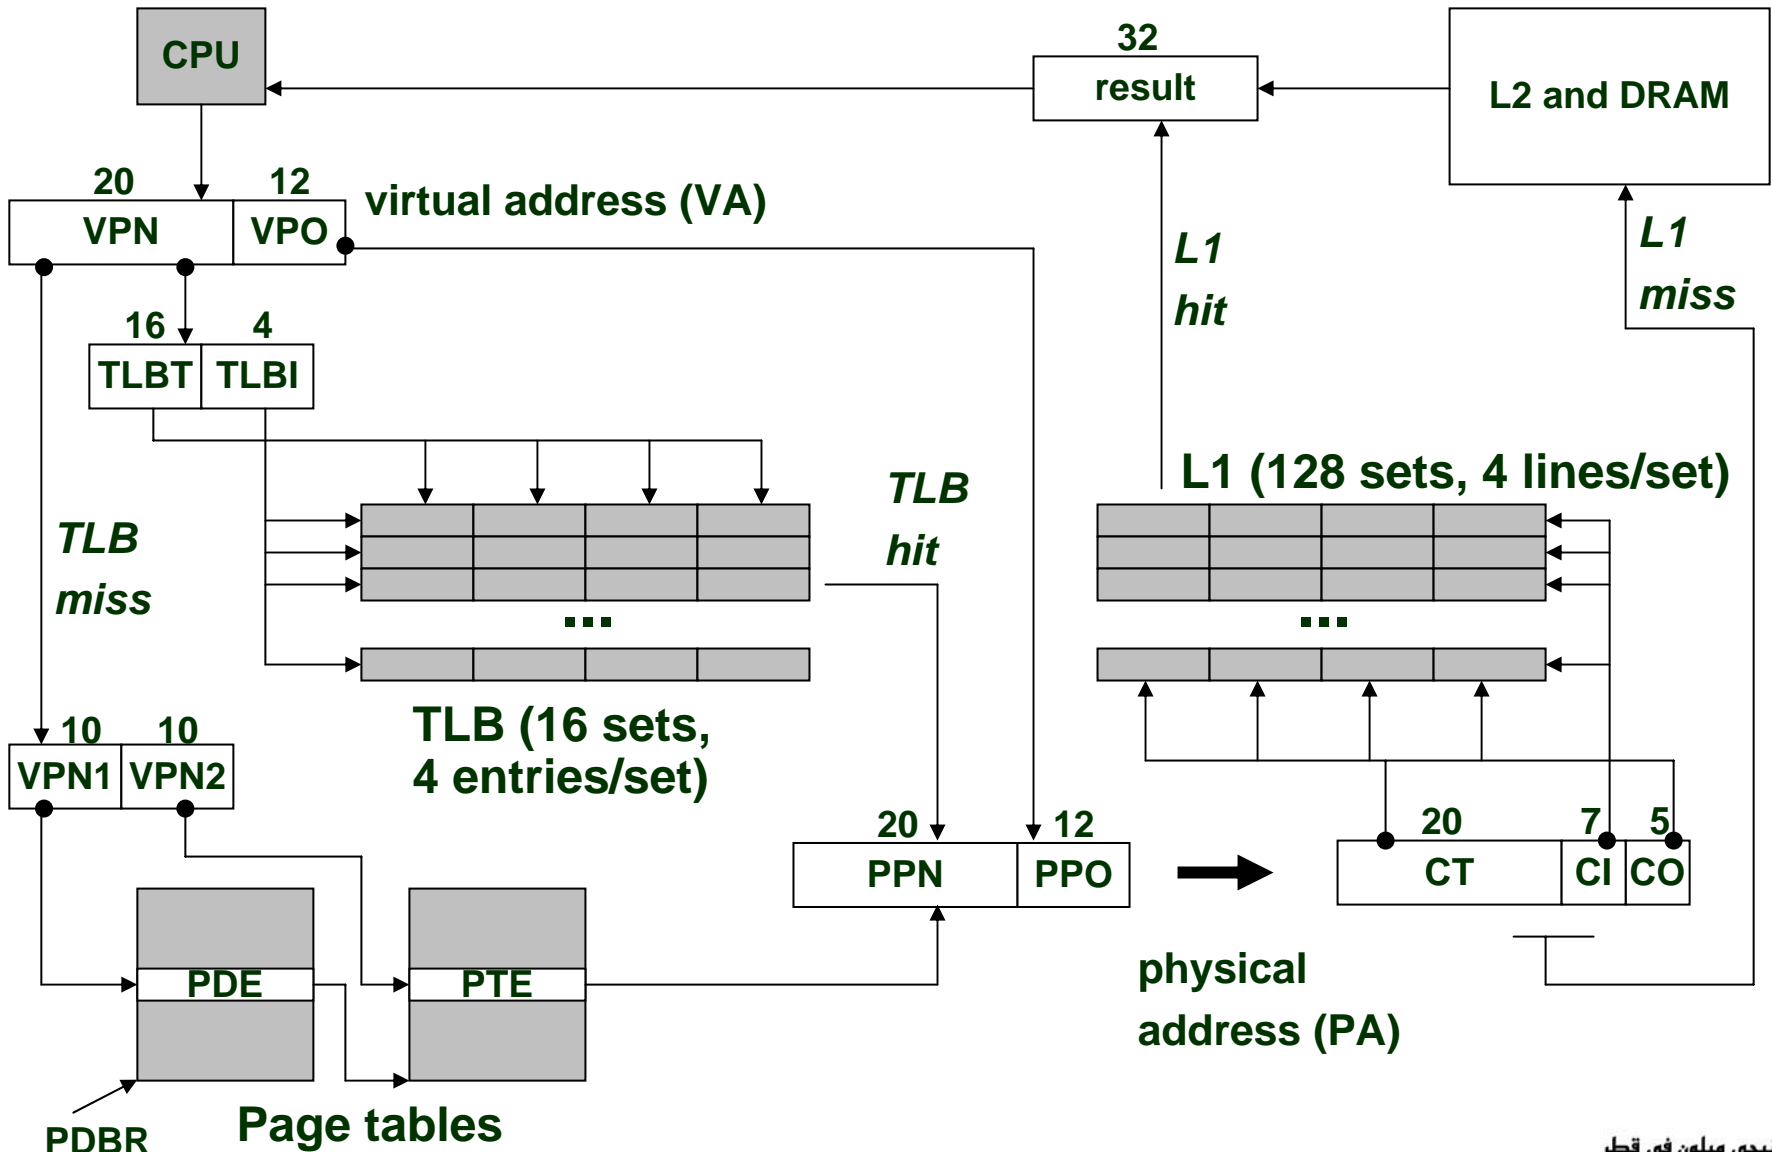 CPU
32
result
L2 and DRAM
20
12
virtual address (VA)
VPN
VPO
L1
hit
L1
miss
16
4
TLBT
TLBI
L1 (128 sets, 4 lines/set)
TLB
hit
TLB
miss
...
...
TLB (16 sets,
4 entries/set)
10
10
VPN1
VPN2
20
12
PPN
PPO
20
7
5
CT
CI
CO
physical
address (PA)
PDE
PTE
Page tables
PDBR
ميلون في قطر